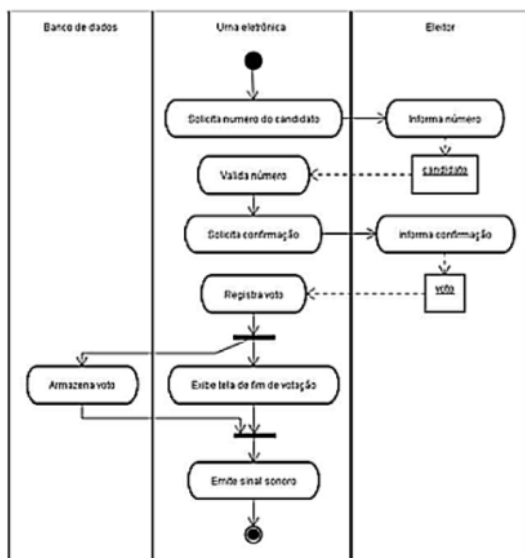 Banco de dados
Urna eletrônica
Eleitor
Solicita numero do candidato
Informa número
candidato
Valida número
Solicita confirmação
informa confirmação
voto
Registra voto
Armazena voto
Exibe tela de fim de votação
Emite sinal sonoro